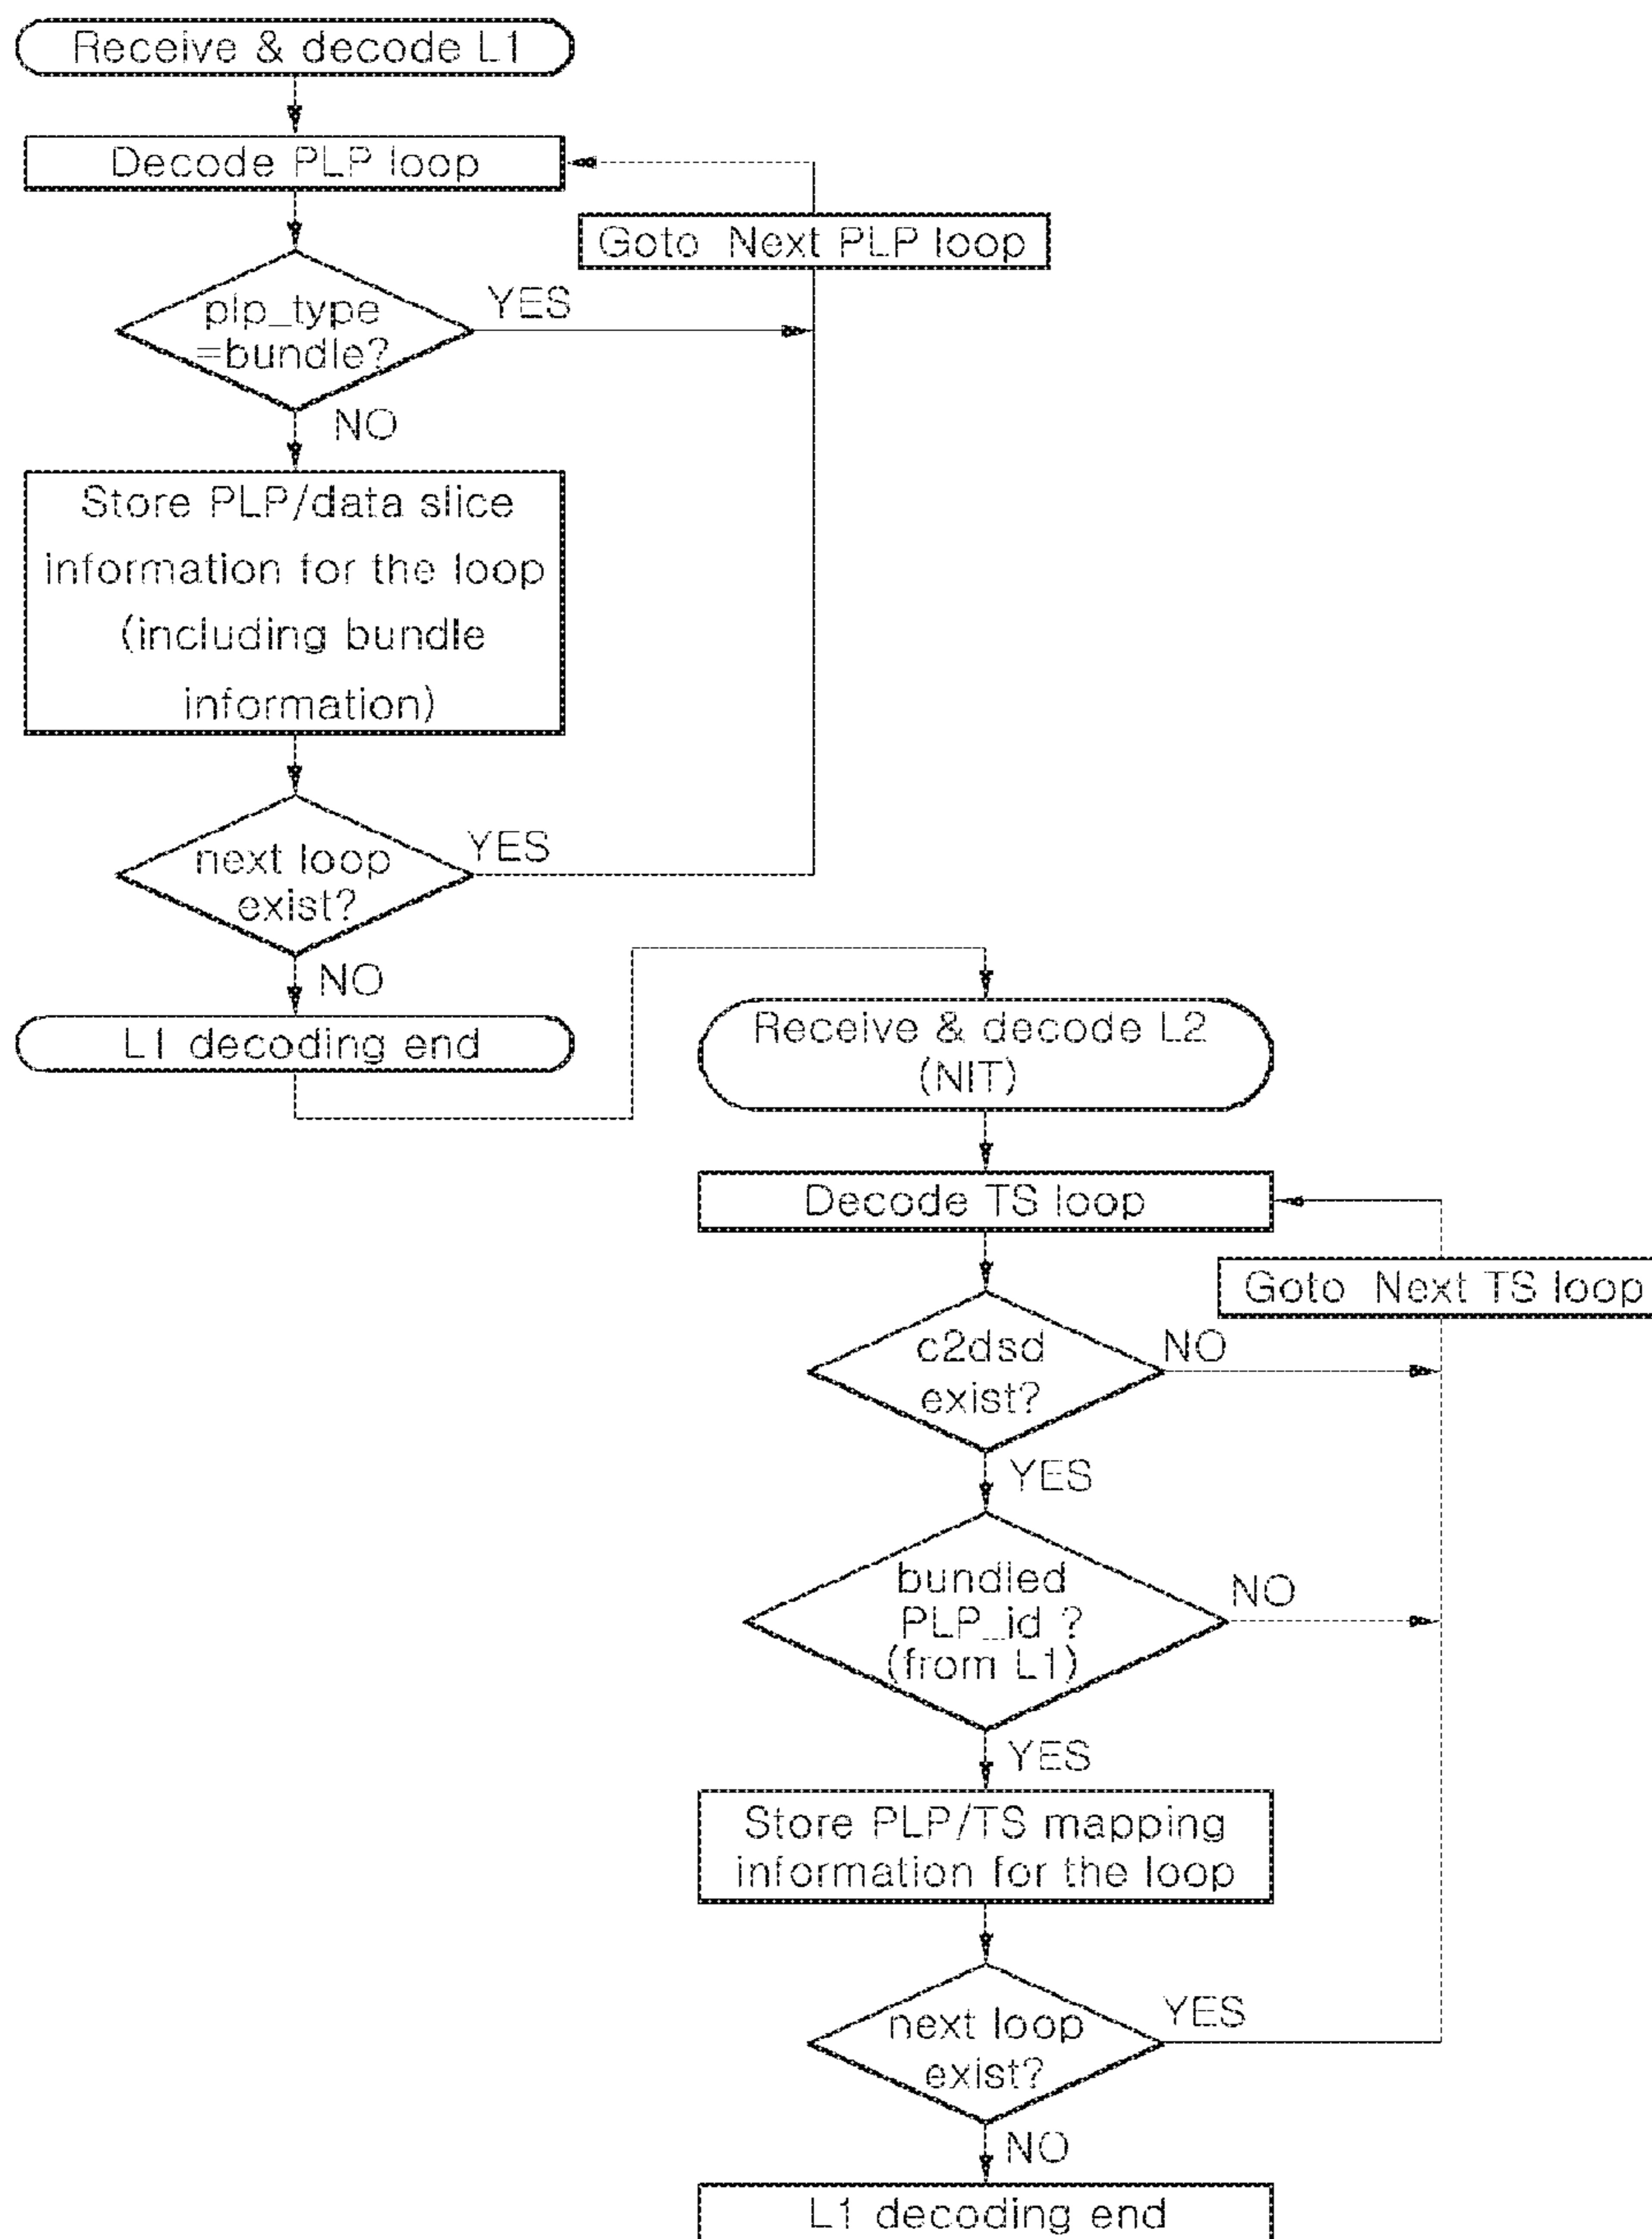 Receive & decode L1
Decode PLP loop
Goto Next PLP loop
plp_type
=bundle?
YES
NO
Store PLP/data slice
information for the loop
(including bundle
information)
next loop
exist?
YES
NO
L1 decoding end
Receive & decode L2
(NIT)
Decode TS loop
Goto Next TS loop
c2dsd
exist?
NO
YES
bundled
PLP_id ?
(from L1)
NO
YES
Store PLP/TS mapping
information for the loop
next loop
exist?
YES
NO
L1 decoding end